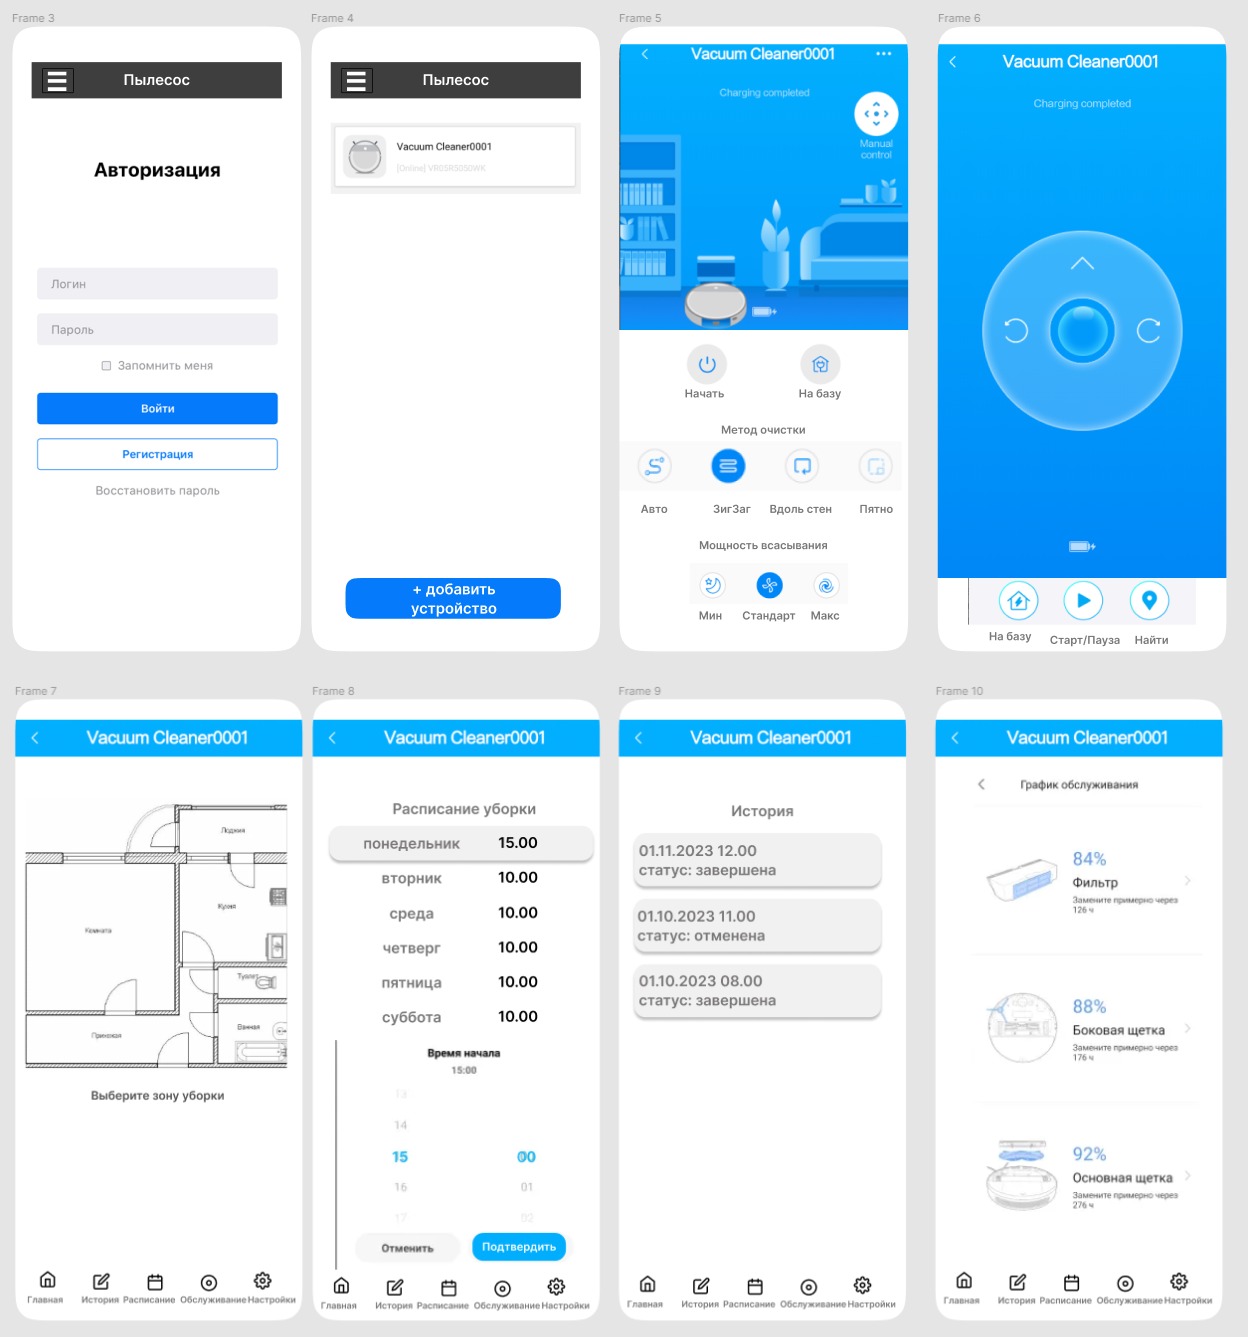 Frame 3
Пылесос
Авторизация
Логин
Пароль
Запомнить меня
Войти
Регистрация
Восстановить пароль
Frame 4
Пылесос
Vacuum Cleaner0001
[Online] VR05R5050WK
+ добавить
устройство
Frame 5
Vacuum Cleaner0001
Charging completed
Manual
control
Начать
На базу
Метод очистки
Авто
ЗигЗаг
Вдоль стен
Пятно
Мощность всасывания
Мин
Стандарт
Макс
Frame 6
Vacuum Cleaner0001
Charging completed
На базу
Старт/Пауза
Найти
Frame 7
Vacuum Cleaner0001
Лоджия
Кухня
Комната
Туалет
Ванная
Прихожая
Выберите зону уборки
Главная
История
Расписание
Обслуживание
Настройки
Frame 8
Vacuum Cleaner0001
Расписание уборки
понедельник 15.00
вторник 10.00
среда 10.00
четверг 10.00
пятница 10.00
суббота 10.00
Время начала
15:00
13
14
15 00
16 01
17 02
Отменить
Подтвердить
Главная
История
Расписание
Обслуживание
Настройки
Frame 9
Vacuum Cleaner0001
История
01.11.2023 12.00
статус: завершена
01.10.2023 11.00
статус: отменена
01.10.2023 08.00
статус: завершена
Главная
История
Расписание
Обслуживание
Настройки
Frame 10
Vacuum Cleaner0001
График обслуживания
84%
Фильтр
Замените примерно через
126 ч
88%
Боковая щетка
Замените примерно через
176 ч
92%
Основная щетка
Замените примерно через
276 ч
Главная
История
Расписание
Обслуживание
Настройки